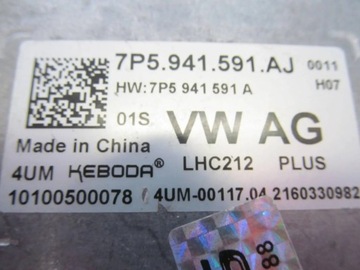 7P5.941.591.AJ 0011
HW:7P5 941 591 A H07
01S VW AG
Made in China
4UM KEBODA® LHC212 PLUS
10100500078 4UM-00117.04 2160330982
88